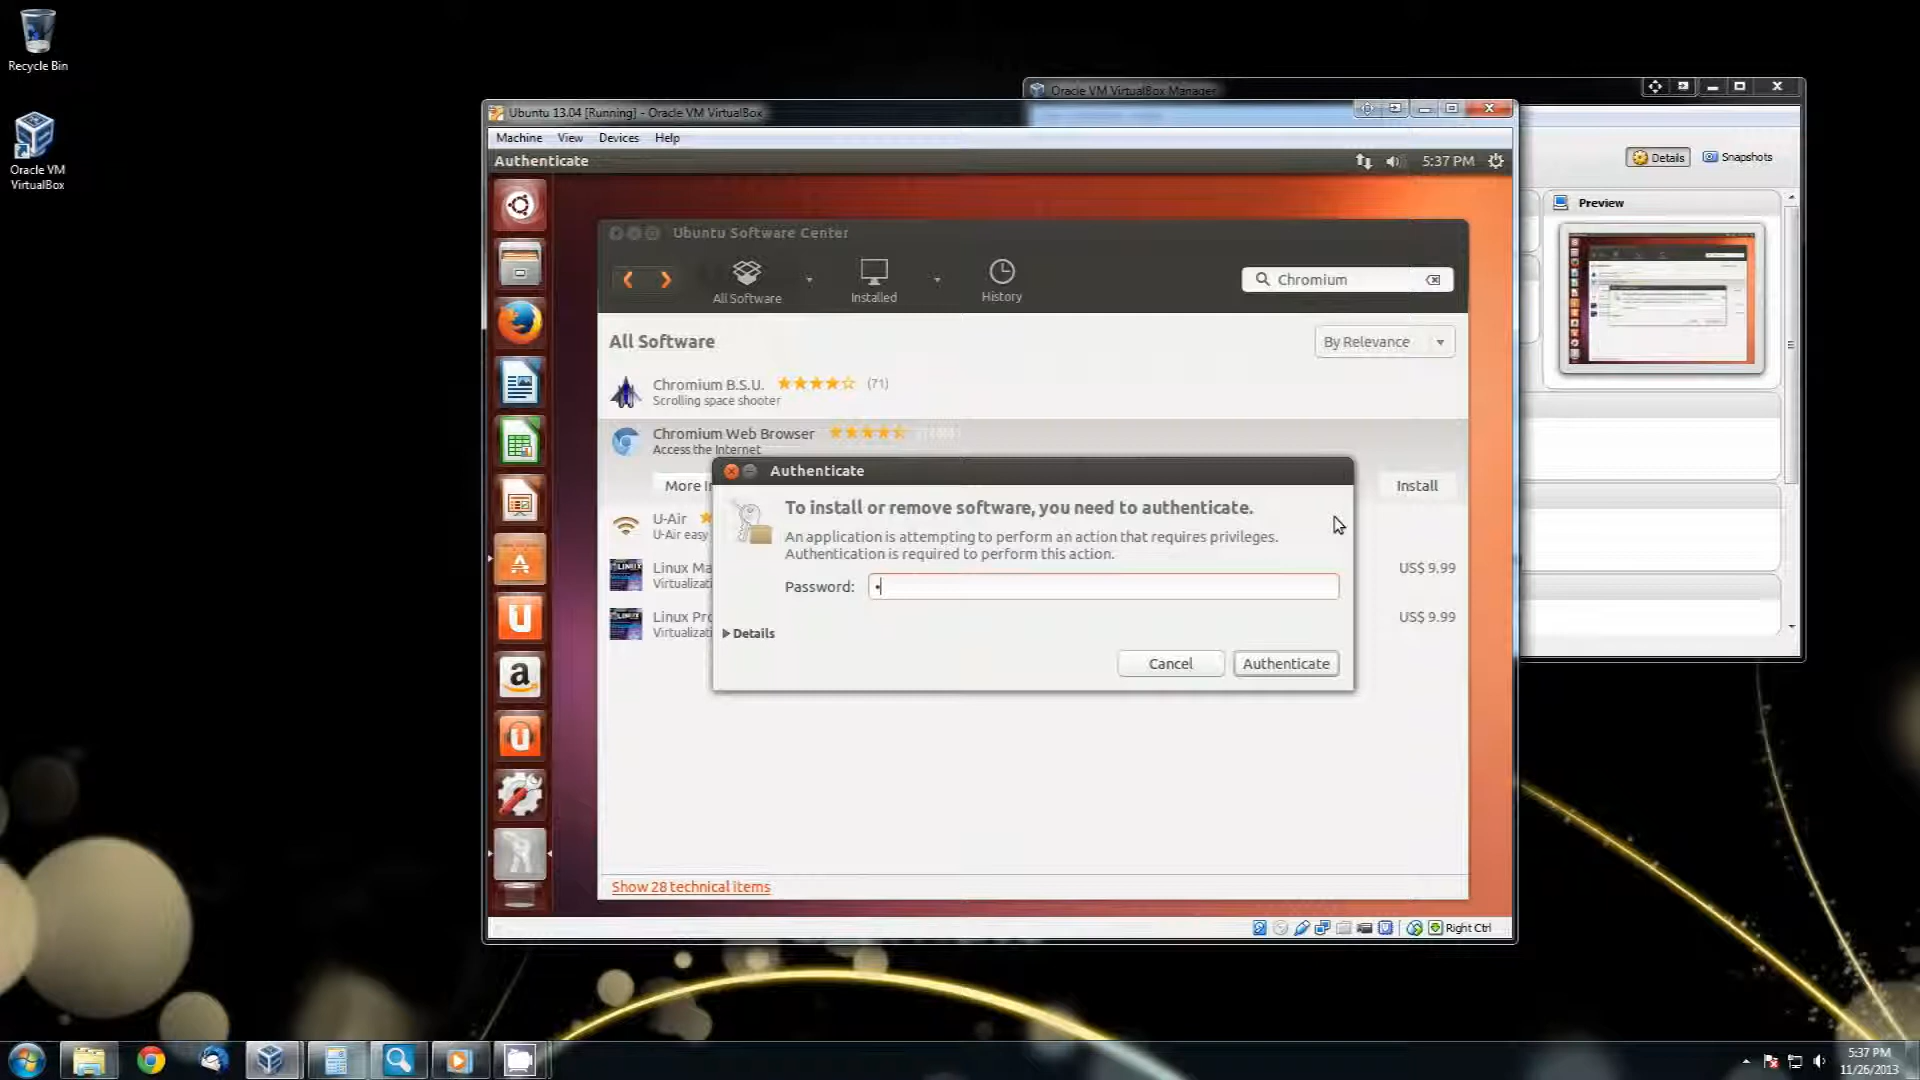 Recycle Bin
Oracle VM
VirtualBox
Oracle VM VirtualBox Manager
Details
Snapshots
Preview
Ubuntu 13.04 [Running] - Oracle VM VirtualBox
Machine View Devices Help
Authenticate
5:37 PM
Ubuntu Software Center
All Software
Installed
History
Chromium
All Software
By Relevance
Chromium B.S.U. (71)
Scrolling space shooter
Chromium Web Browser
Access the Internet
More
Install
U-Air
U-Air easy
Linux
Virtualizati
US$ 9.99
Linux
Virtualizati
US$ 9.99
Authenticate
To install or remove software, you need to authenticate.
An application is attempting to perform an action that requires privileges.
Authentication is required to perform this action.
Password:
Details
Cancel
Authenticate
Show 28 technical items
Right Ctrl
5:37 PM
11/26/2013